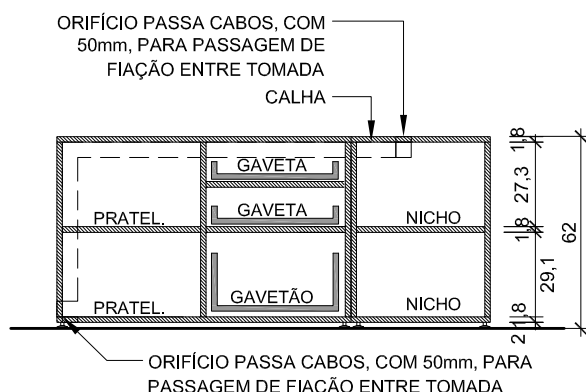 ORIFÍCIO PASSA CABOS, COM
50mm, PARA PASSAGEM DE
FIAÇÃO ENTRE TOMADA
CALHA
GAVETA
GAVETA
PRATEL.
NICHO
PRATEL.
GAVETÃO
NICHO
1,8
27,3
1,8
29,1
1,8
2
62
ORIFÍCIO PASSA CABOS, COM 50mm, PARA
PASSAGEM DE FIAÇÃO ENTRE TOMADA